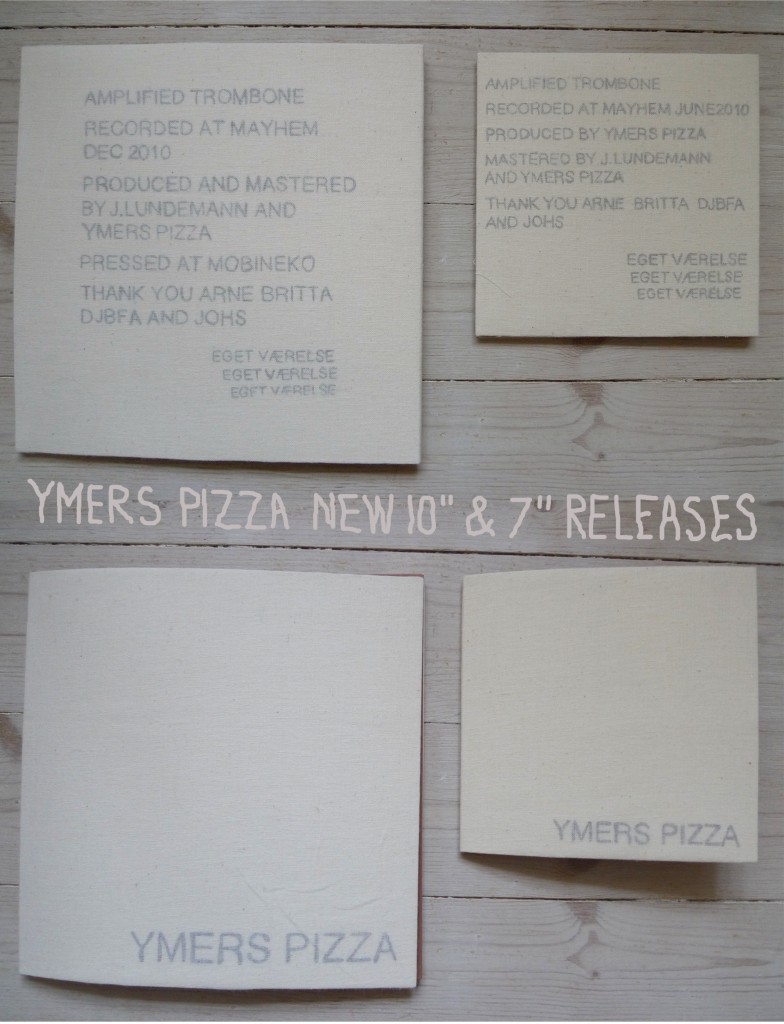 AMPLIFIED TROMBONE
RECORDED AT MAYHEM
DEC 2010
PRODUCED AND MASTERED
BY J.LUNDEMANN AND
YMERS PIZZA
PRESSED AT MOBINEKO
THANK YOU ARNE BRITTA
DJBFA AND JOHS
EGET VÆRELSE
EGET VÆRELSE
EGET VÆRELSE
AMPLIFIED TROMBONE
RECORDED AT MAYHEM JUNE2010
PRODUCED BY YMERS PIZZA
MASTERED BY J.LUNDEMANN
AND YMERS PIZZA
THANK YOU ARNE BRITTA DJBFA
AND JOHS
EGET VÆRELSE
EGET VÆRELSE
EGET VÆRELSE
YMERS PIZZA NEW 10" & 7" RELEASES
YMERS PIZZA
YMERS PIZZA